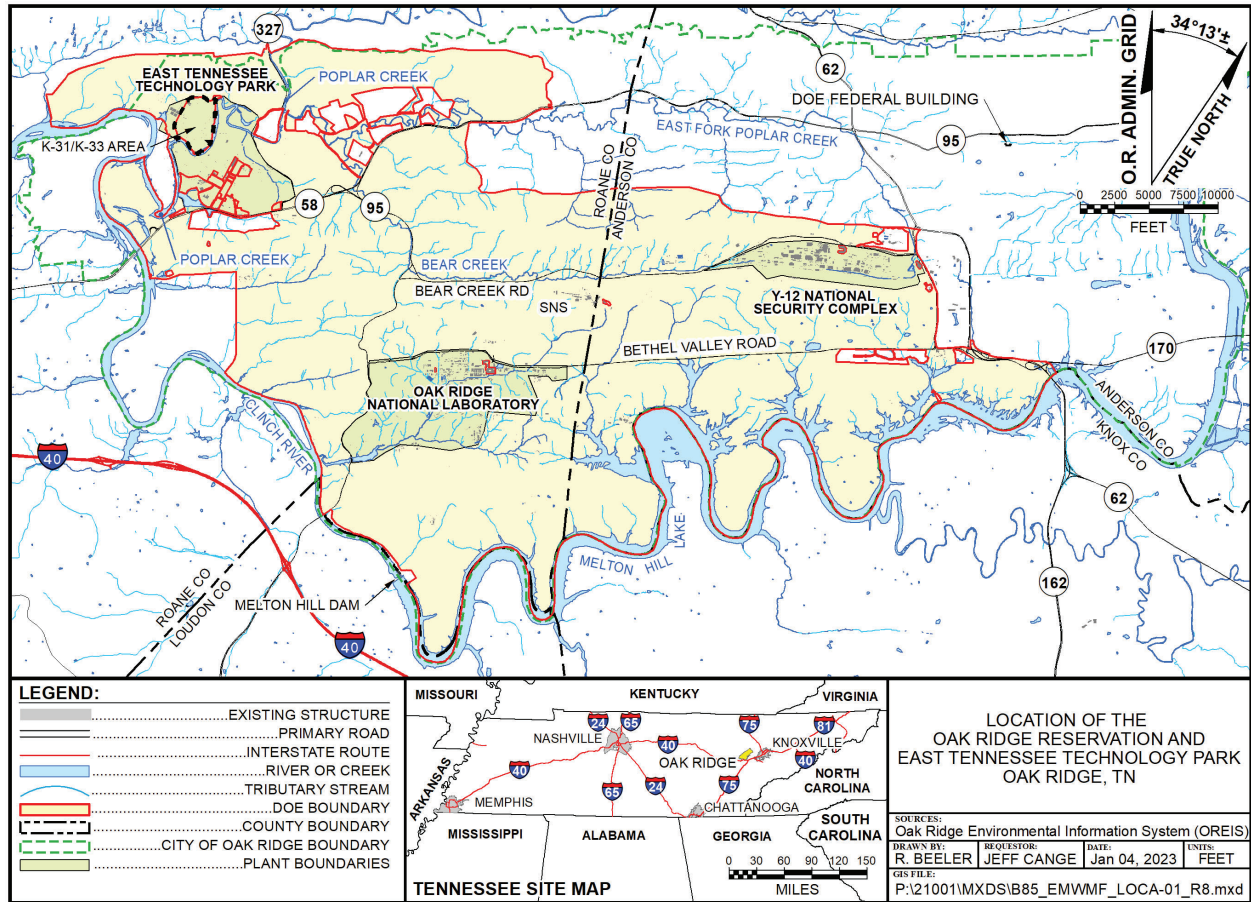 327
EAST TENNESSEE
TECHNOLOGY PARK
POPLAR CREEK
62
DOE FEDERAL BUILDING
34°13'±
O.R. ADMIN. GRID
TRUE NORTH
K-31/K-33 AREA
EAST FORK POPLAR CREEK
95
0 2500 5000 7500 10000
FEET
ROANE CO
ANDERSON CO
58
95
POPLAR CREEK
BEAR CREEK
BEAR CREEK RD
SNS
Y-12 NATIONAL
SECURITY COMPLEX
BETHEL VALLEY ROAD
170
OAK RIDGE
NATIONAL LABORATORY
CLINCH RIVER
ANDERSON CO
KNOX CO
40
62
MELTON HILL
LAKE
162
ROANE CO
LOUDON CO
MELTON HILL DAM
40
LEGEND:
EXISTING STRUCTURE
PRIMARY ROAD
INTERSTATE ROUTE
RIVER OR CREEK
TRIBUTARY STREAM
DOE BOUNDARY
COUNTY BOUNDARY
CITY OF OAK RIDGE BOUNDARY
PLANT BOUNDARIES
MISSOURI
KENTUCKY
VIRGINIA
24
65
75
81
NASHVILLE
40
KNOXVILLE
OAK RIDGE
40
ARKANSAS
40
65
24
75
NORTH
CAROLINA
MEMPHIS
CHATTANOOGA
MISSISSIPPI
ALABAMA
GEORGIA
SOUTH
CAROLINA
0 30 60 90 120 150
MILES
TENNESSEE SITE MAP
LOCATION OF THE
OAK RIDGE RESERVATION AND
EAST TENNESSEE TECHNOLOGY PARK
OAK RIDGE, TN
SOURCES:
Oak Ridge Environmental Information System (OREIS)
DRAWN BY: REQUESTOR: DATE: UNITS:
R. BEELER JEFF CANGE Jan 04, 2023 FEET
GIS FILE:
P:\21001\MXDS\B85_EMWMF_LOCA-01_R8.mxd